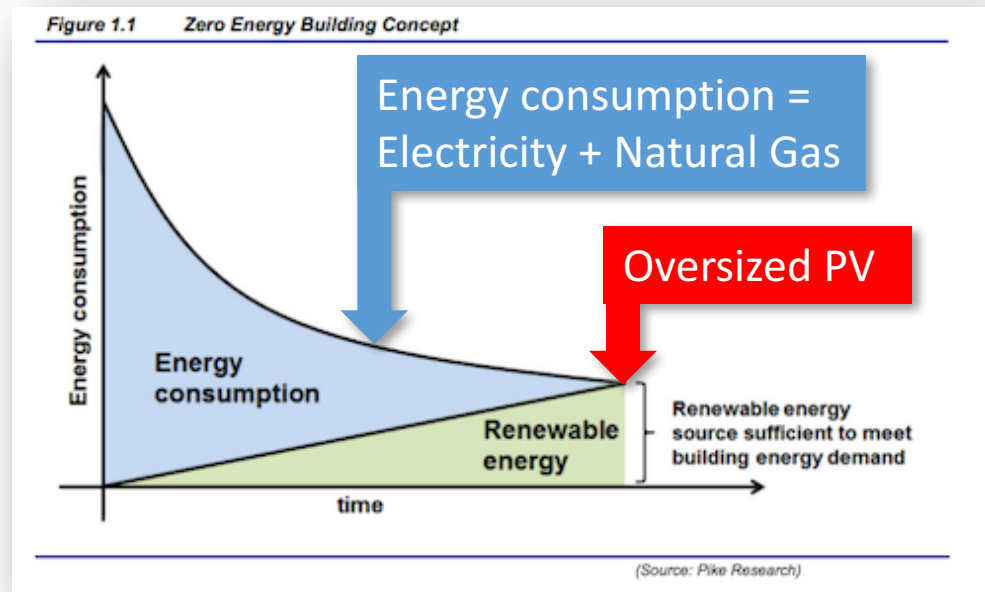 Figure 1.1 Zero Energy Building Concept
Energy consumption =
Electricity + Natural Gas
Oversized PV
Energy consumption
Energy
consumption
Renewable
energy
Renewable energy
source sufficient to meet
building energy demand
time
(Source: Pike Research)